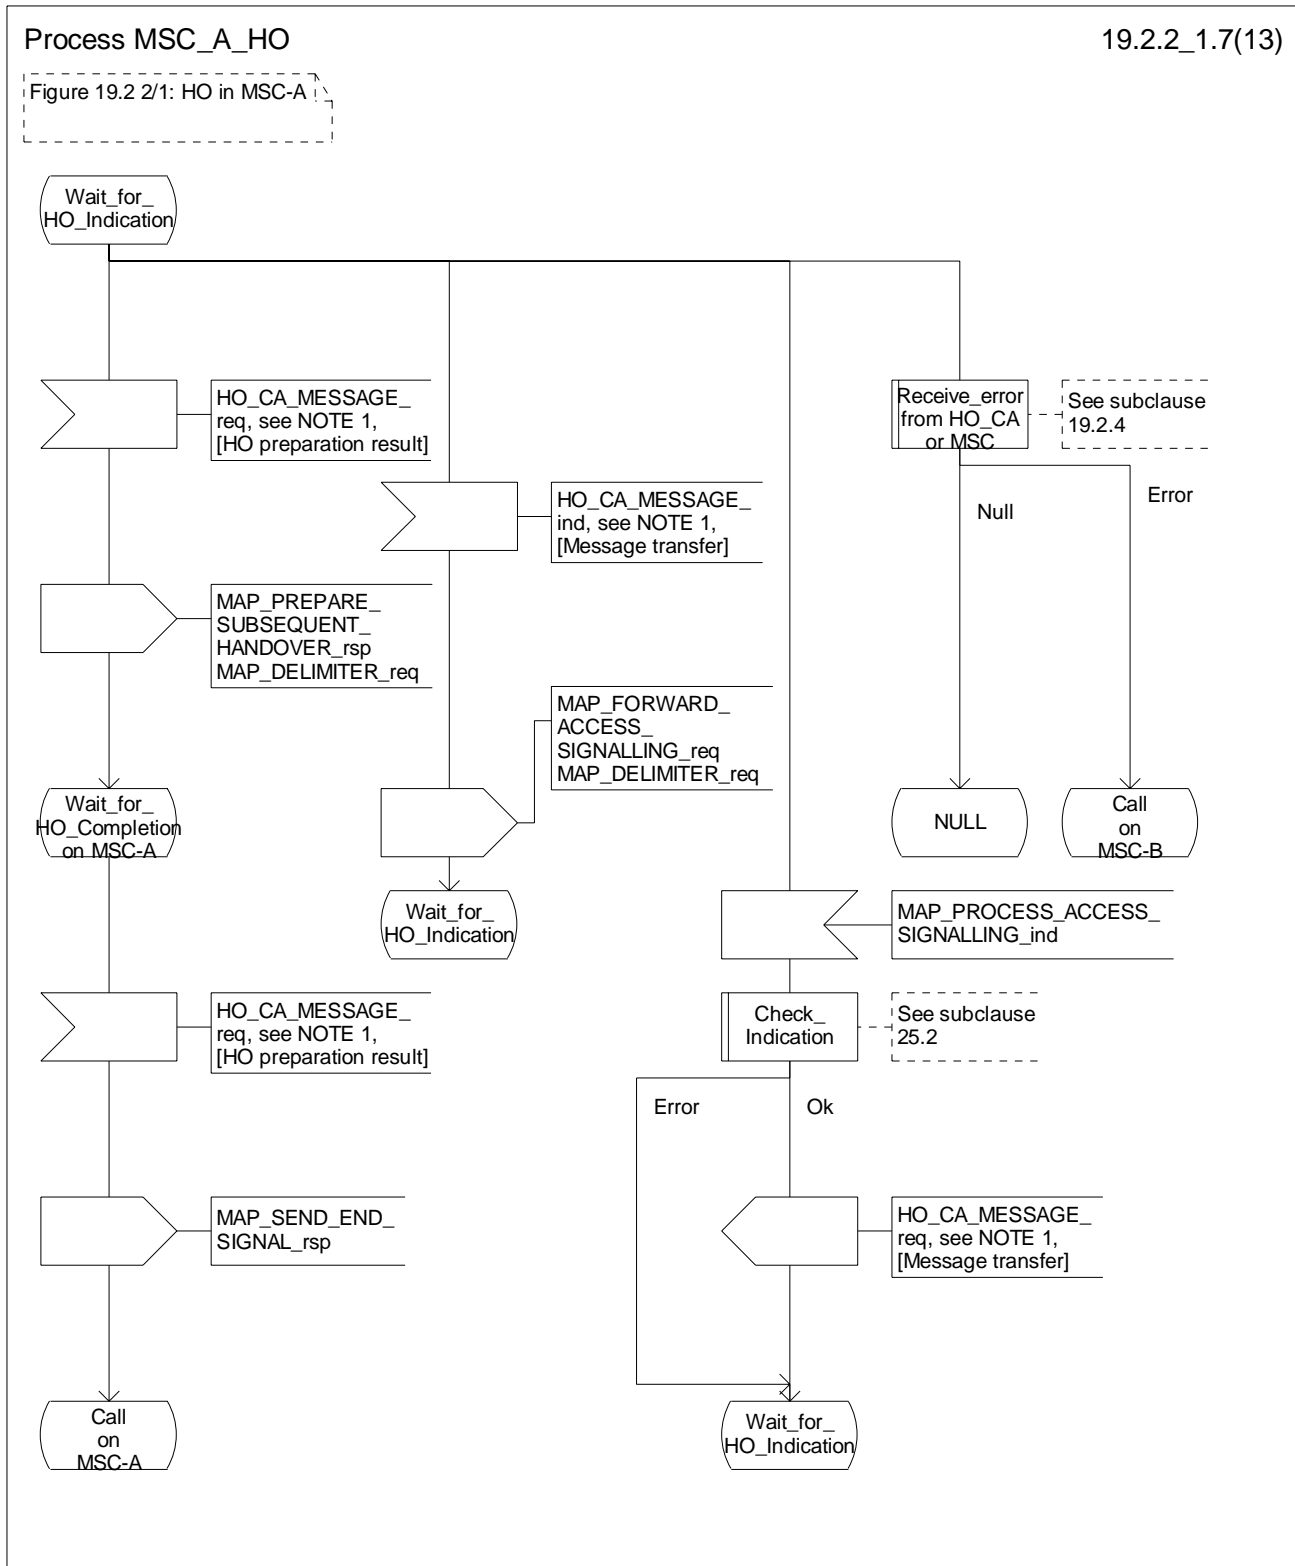 Process MSC_A_HO
19.2.2_1.7(13)
Figure 19.2 2/1: HO in MSC-A
Wait_for_
HO_Indication
HO_CA_MESSAGE_
req, see NOTE 1,
[HO preparation result]
Receive_error
from HO_CA
or MSC
See subclause
19.2.4
HO_CA_MESSAGE_
ind, see NOTE 1,
[Message transfer]
Null
Error
MAP_PREPARE_
SUBSEQUENT_
HANDOVER_rsp
MAP_DELIMITER_req
MAP_FORWARD_
ACCESS_
SIGNALLING_req
MAP_DELIMITER_req
Wait_for_
HO_Completion
on MSC-A
NULL
Call
on
MSC-B
Wait_for_
HO_Indication
MAP_PROCESS_ACCESS_
SIGNALLING_ind
HO_CA_MESSAGE_
req, see NOTE 1,
[HO preparation result]
Check_
Indication
See subclause
25.2
Error
Ok
MAP_SEND_END_
SIGNAL_rsp
HO_CA_MESSAGE_
req, see NOTE 1,
[Message transfer]
Call
on
MSC-A
Wait_for_
HO_Indication